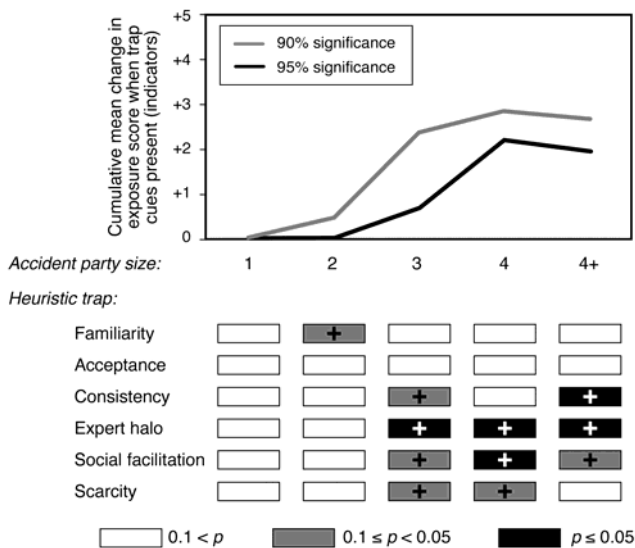 Cumulative mean change in
exposure score when trap
cues present (indicators)
+5
+4
+3
+2
+1
0
90% significance
95% significance
Accident party size: 1 2 3 4 4+
Heuristic trap:
Familiarity +
Acceptance
Consistency + +
Expert halo + + +
Social facilitation + + +
Scarcity + +
0.1 < p 0.1 ≤ p < 0.05 p ≤ 0.05